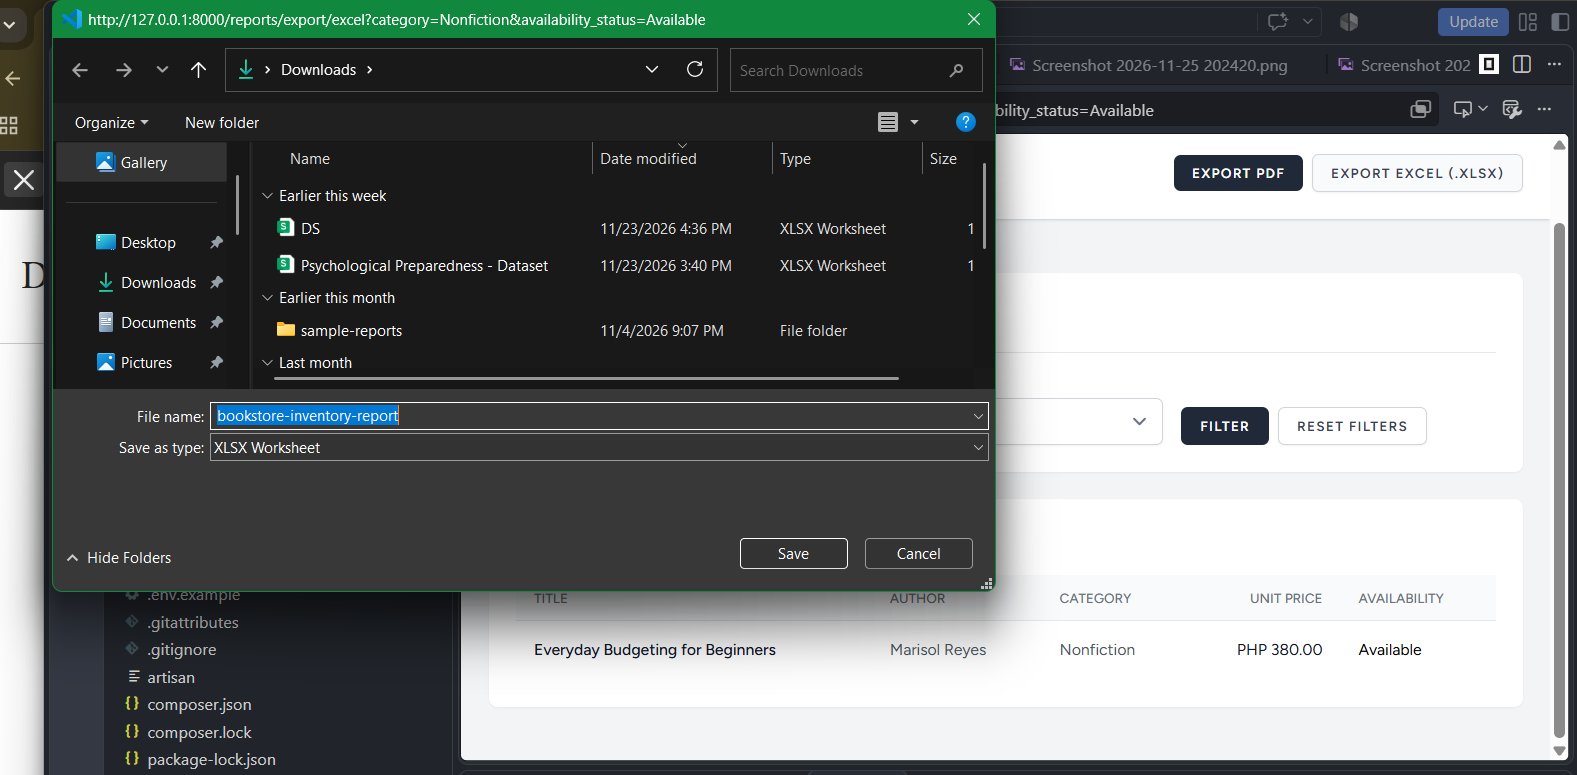 http://127.0.0.1:8000/reports/export/excel?category=Nonfiction&availability_status=Available
Update
Downloads
Search Downloads
Screenshot 2026-11-25 202420.png
Screenshot 202
Organize
New folder
bility_status=Available
Gallery
Name
Date modified
Type
Size
EXPORT PDF
EXPORT EXCEL (.XLSX)
Earlier this week
DS
11/23/2026 4:36 PM
XLSX Worksheet
1
Desktop
Psychological Preparedness - Dataset
11/23/2026 3:40 PM
XLSX Worksheet
1
D
Downloads
Earlier this month
Documents
sample-reports
11/4/2026 9:07 PM
File folder
Pictures
Last month
File name:
bookstore-inventory-report
Save as type:
XLSX Worksheet
FILTER
RESET FILTERS
Hide Folders
Save
Cancel
.env.example
.gitattributes
.gitignore
artisan
composer.json
composer.lock
package-lock.json
TITLE
AUTHOR
CATEGORY
UNIT PRICE
AVAILABILITY
Everyday Budgeting for Beginners
Marisol Reyes
Nonfiction
PHP 380.00
Available